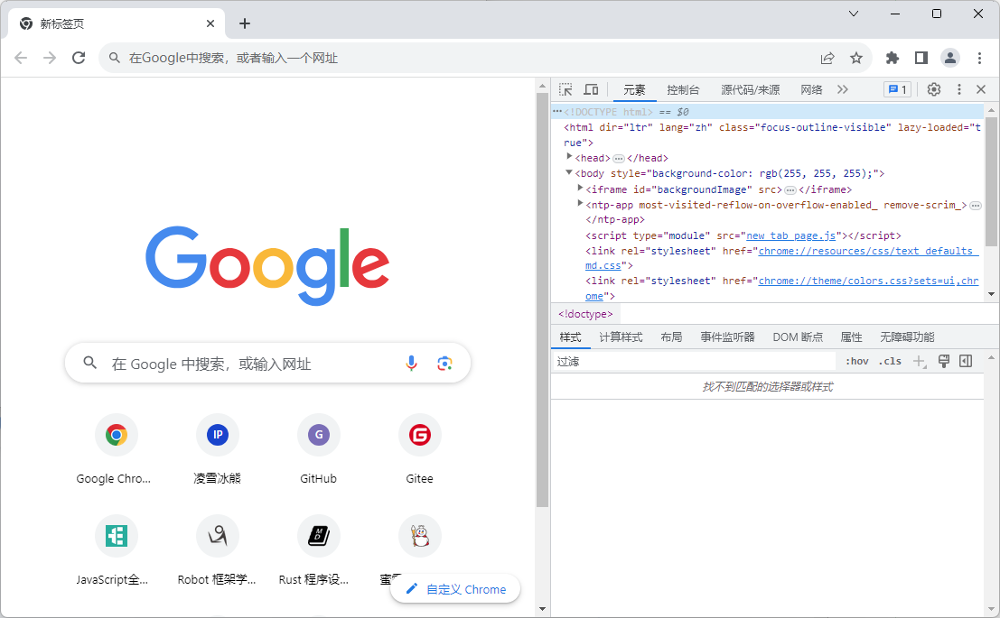 新标签页
在Google中搜索，或者输入一个网址
元素 控制台 源代码/来源 网络 1
<!DOCTYPE html> == $0
<html dir="ltr" lang="zh" class="focus-outline-visible" lazy-loaded="t
rue">
<head>…</head>
<body style="background-color: rgb(255, 255, 255);">
<iframe id="backgroundImage" src>…</iframe>
<ntp-app most-visited-reflow-on-overflow-enabled_ remove-scrim_>…
</ntp-app>
<script type="module" src="new_tab_page.js"></script>
<link rel="stylesheet" href="chrome://resources/css/text_defaults_
md.css">
<link rel="stylesheet" href="chrome://theme/colors.css?sets=ui,chr
ome">
<!doctype>
样式 计算样式 布局 事件监听器 DOM 断点 属性 无障碍功能
过滤 :hov .cls
找不到匹配的选择器或样式
Google
在 Google 中搜索，或输入网址
IP G G
Google Chro... 凌雪冰熊 GitHub Gitee
M
D
JavaScript全... Robot 框架学... Rust 程序设... 蜜
自定义 Chrome